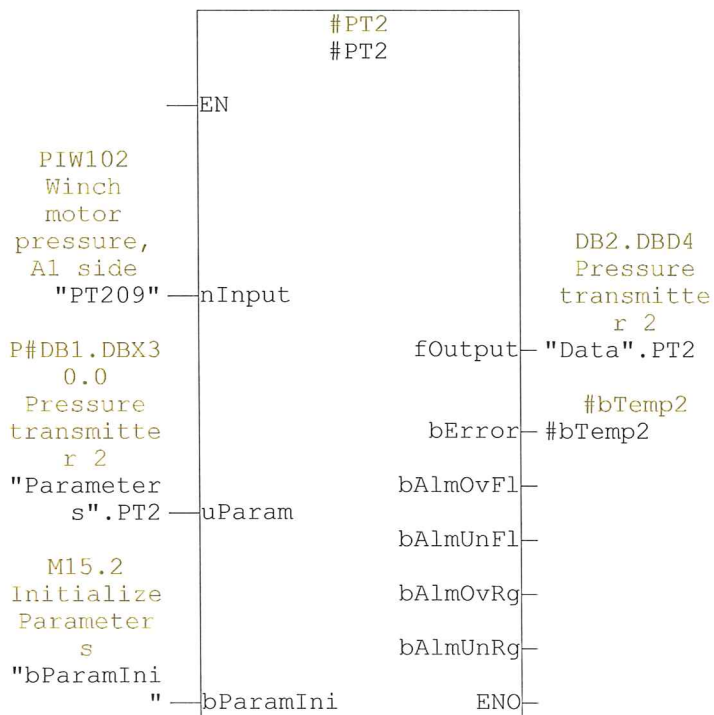 #PT2
#PT2
EN
PIW102
Winch
motor
pressure,
A1 side
"PT209"
nInput
DB2.DBD4
Pressure
transmitte
r 2
fOutput
"Data".PT2
P#DB1.DBX3
0.0
Pressure
transmitte
r 2
"Parameter
s".PT2
uParam
#bTemp2
bError
#bTemp2
bAlmOvFl
bAlmUnFl
M15.2
Initialize
Parameter
s
"bParamIni
"
bParamIni
bAlmOvRg
bAlmUnRg
ENO